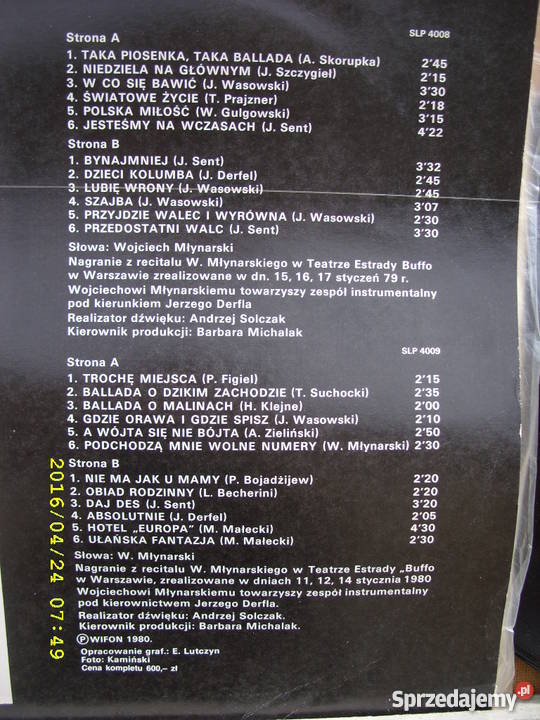 Strona A SLP 4008
1. TAKA PIOSENKA, TAKA BALLADA (A. Skorupka) 2'45
2. NIEDZIELA NA GŁÓWNYM (J. Szczygieł) 2'15
3. W CO SIĘ BAWIĆ (J. Wasowski) 3'30
4. ŚWIATOWE ŻYCIE (T. Prajzner) 2'18
5. POLSKA MIŁOŚĆ (W. Gulgowski) 3'15
6. JESTEŚMY NA WCZASACH (J. Sent) 4'22
Strona B
1. BYNAJMNIEJ (J. Sent) 3'32
2. DZIECI KOLUMBA (J. Derfel) 2'45
3. LUBIĘ WRONY (J. Wasowski) 2'45
4. SZAJBA (J. Wasowski) 3'07
5. PRZYJDZIE WALEC I WYRÓWNA (J. Wasowski) 2'30
6. PRZEDOSTATNI WALC (J. Sent) 3'30
Słowa: Wojciech Młynarski
Nagranie z recitalu W. Młynarskiego w Teatrze Estrady Buffo
w Warszawie zrealizowane w dn. 15, 16, 17 styczeń 79 r.
Wojciechowi Młynarskiemu towarzyszy zespół instrumentalny
pod kierunkiem Jerzego Derfla
Realizator dźwięku: Andrzej Solczak
Kierownik produkcji: Barbara Michalak
SLP 4009
Strona A
1. TROCHĘ MIEJSCA (P. Figiel) 2'15
2. BALLADA O DZIKIM ZACHODZIE (T. Suchocki) 2'35
3. BALLADA O MALINACH (H. Klejne) 2'00
4. GDZIE ORAWA I GDZIE SPISZ (J. Wasowski) 2'10
5. A WÓJTA SIĘ NIE BÓJTA (A. Zieliński) 2'50
6. PODCHODZĄ MNIE WOLNE NUMERY (W. Młynarski) 2'30
Strona B
1. NIE MA JAK U MAMY (P. Bojadżijew) 2'20
2. OBIAD RODZINNY (L. Becherini) 2'20
3. DAJ DES (J. Sent) 3'20
4. ABSOLUTNIE (J. Derfel) 2'05
5. HOTEL „EUROPA" (M. Małecki) 4'30
6. UŁAŃSKA FANTAZJA (M. Małecki) 2'30
Słowa: W. Młynarski
Nagranie z recitalu W. Młynarskiego w Teatrze Estrady „Buffo
w Warszawie, zrealizowane w dniach 11, 12, 14 stycznia 1980
Wojciechowi Młynarskiemu towarzyszy zespół instrumentalny
pod kierownictwem Jerzego Derfla.
Realizator dźwięku: Andrzej Solczak.
Kierownik produkcji: Barbara Michalak.
Ⓟ WIFON 1980.
Opracowanie graf.: E. Lutczyn
Foto: Kamiński
Cena kompletu 600,- zł
2016/04/24 07:49
Sprzedajemy.pl